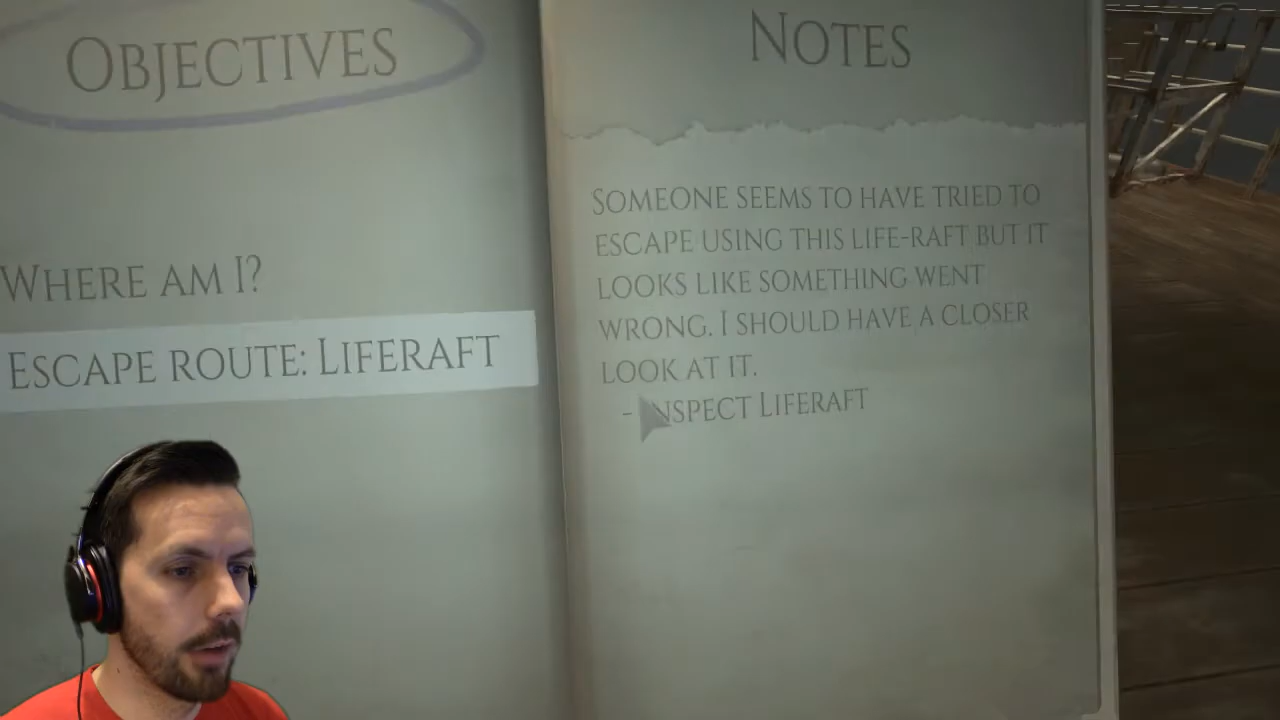 OBJECTIVES
NOTES
WHERE AM I?
ESCAPE ROUTE: LIFERAFT
SOMEONE SEEMS TO HAVE TRIED TO
ESCAPE USING THIS LIFE-RAFT BUT IT
LOOKS LIKE SOMETHING WENT
WRONG. I SHOULD HAVE A CLOSER
LOOK AT IT.
- INSPECT LIFERAFT